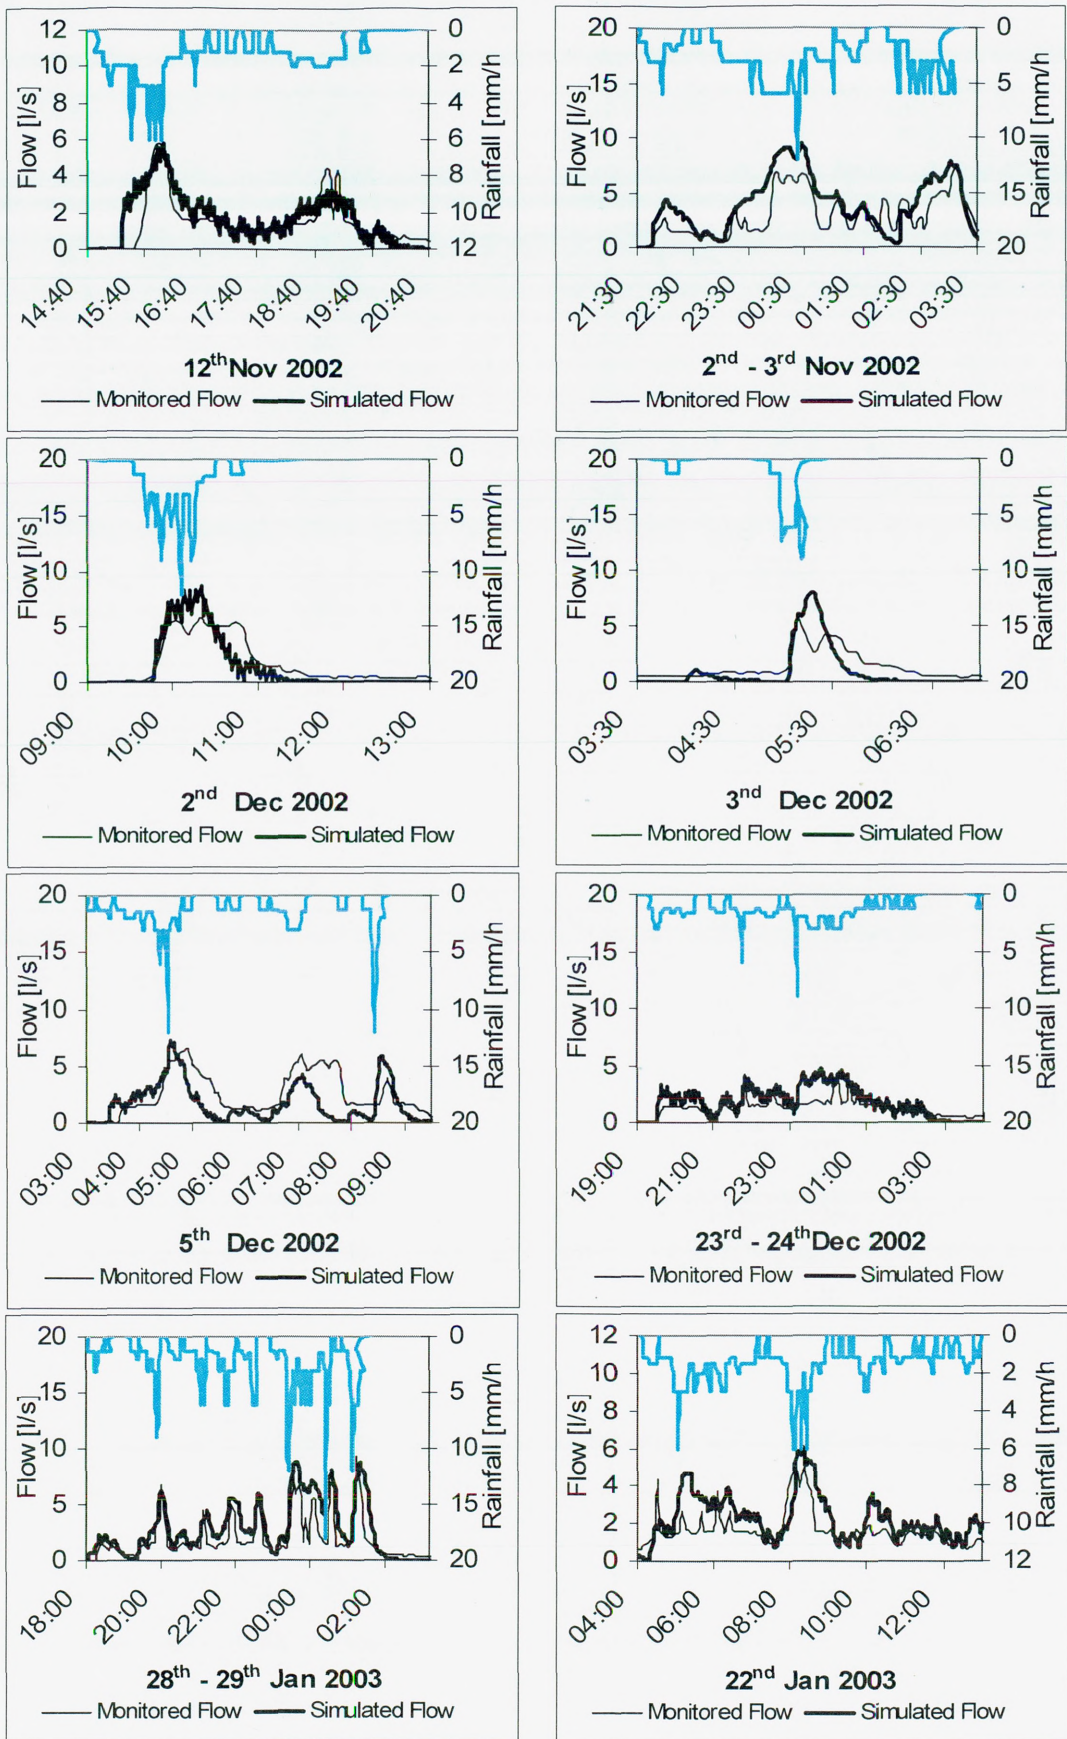 12 10 8 6 4 2 0
Flow [l/s]
0 2 4 6 8 10 12
Rainfall [mm/h
14:40 15:40 16:40 17:40 18:40 19:40 20:40
12th Nov 2002
Monitored Flow Simulated Flow
20 15 10 5 0
Flow [l/s]
0 5 10 15 20
Rainfall [mm/h
21:30 22:30 23:30 00:30 01:30 02:30 03:30
2nd - 3rd Nov 2002
Monitored Flow Simulated Flow
20 15 10 5 0
Flow [l/s]
0 5 10 15 20
Rainfall [mm/h
09:00 10:00 11:00 12:00 13:00
2nd Dec 2002
Monitored Flow Simulated Flow
20 15 10 5 0
Flow [l/s]
0 5 10 15 20
Rainfall [mm/h
03:30 04:30 05:30 06:30
3nd Dec 2002
Monitored Flow Simulated Flow
20 15 10 5 0
Flow [l/s]
0 5 10 15 20
Rainfall [mm/h
03:00 04:00 05:00 06:00 07:00 08:00 09:00
5th Dec 2002
Monitored Flow Simulated Flow
20 15 10 5 0
Flow [l/s]
0 5 10 15 20
Rainfall [mm/h
19:00 21:00 23:00 01:00 03:00
23rd - 24th Dec 2002
Monitored Flow Simulated Flow
20 15 10 5 0
Flow [l/s]
0 5 10 15 20
Rainfall [mm/h
18:00 20:00 22:00 00:00 02:00
28th - 29th Jan 2003
Monitored Flow Simulated Flow
12 10 8 6 4 2 0
Flow [l/s]
0 2 4 6 8 10 12
Rainfall [mm/h
04:00 06:00 08:00 10:00 12:00
22nd Jan 2003
Monitored Flow Simulated Flow